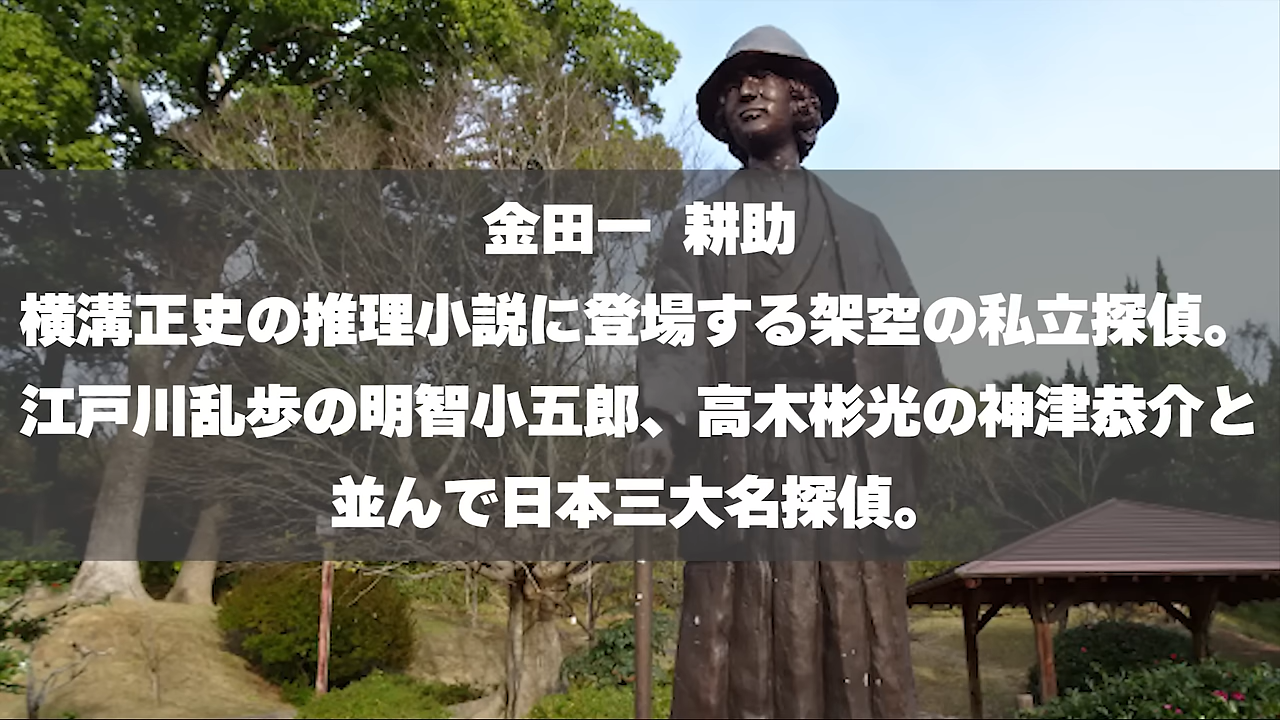 金田一 耕助
横溝正史の推理小説に登場する架空の私立探偵。
江戸川乱歩の明智小五郎、高木彬光の神津恭介と
並んで日本三大名探偵。